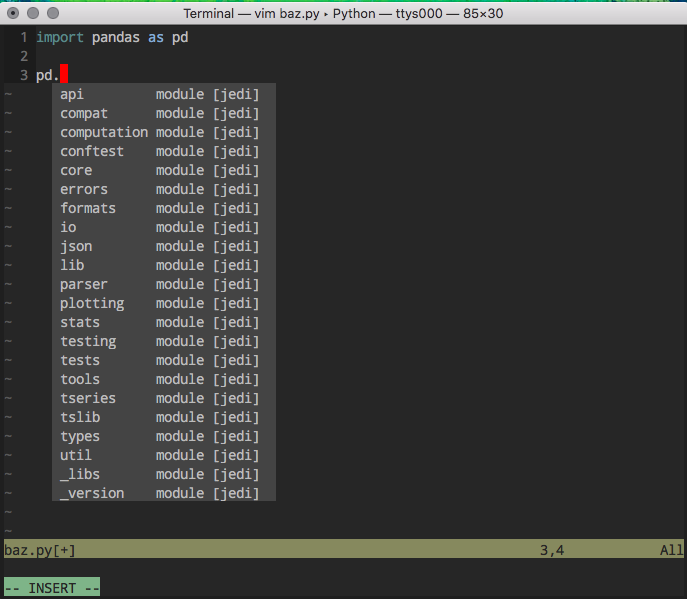 Terminal — vim baz.py ▸ Python — ttys000 — 85×30
1 import pandas as pd
2
3 pd.
~ api module [jedi]
~ compat module [jedi]
~ computation module [jedi]
~ conftest module [jedi]
~ core module [jedi]
~ errors module [jedi]
~ formats module [jedi]
~ io module [jedi]
~ json module [jedi]
~ lib module [jedi]
~ parser module [jedi]
~ plotting module [jedi]
~ stats module [jedi]
~ testing module [jedi]
~ tests module [jedi]
~ tools module [jedi]
~ tseries module [jedi]
~ tslib module [jedi]
~ types module [jedi]
~ util module [jedi]
~ _libs module [jedi]
~ _version module [jedi]
~
~
baz.py[+] 3,4 All
-- INSERT --